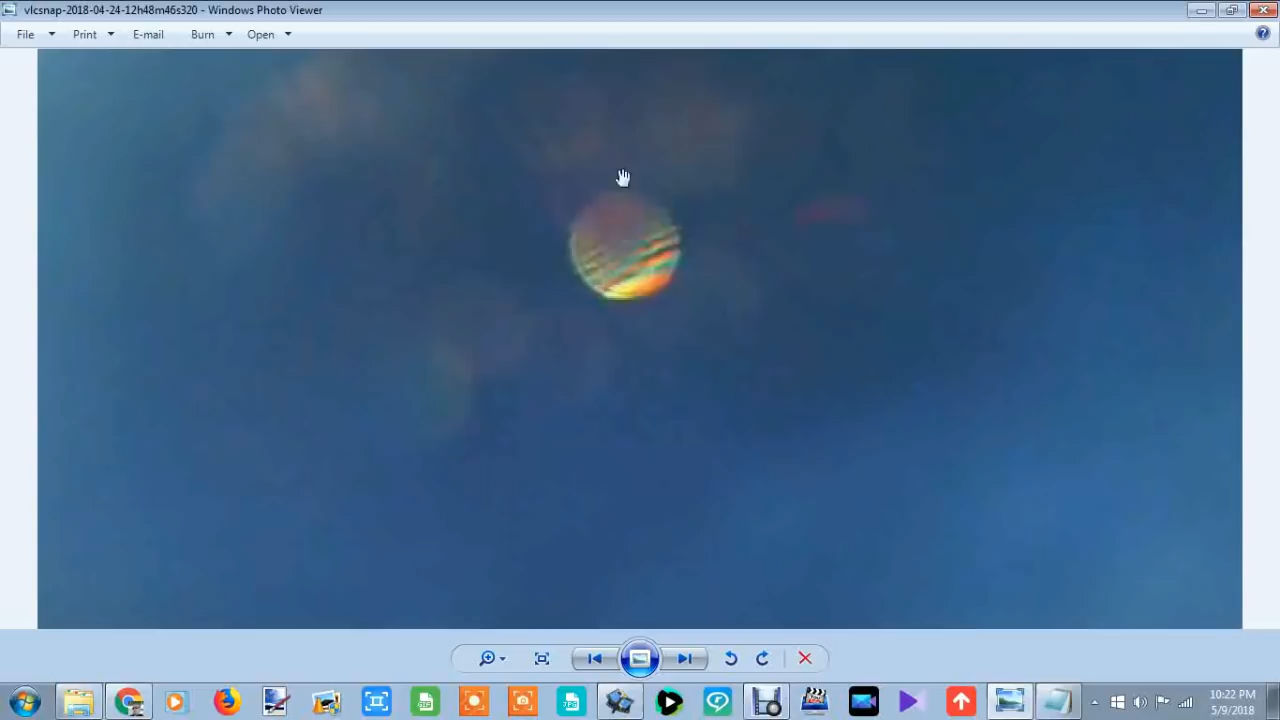 vlcsnap-2018-04-24-12h48m46s320 - Windows Photo Viewer
File Print E-mail Burn Open
10:22 PM
5/9/2018